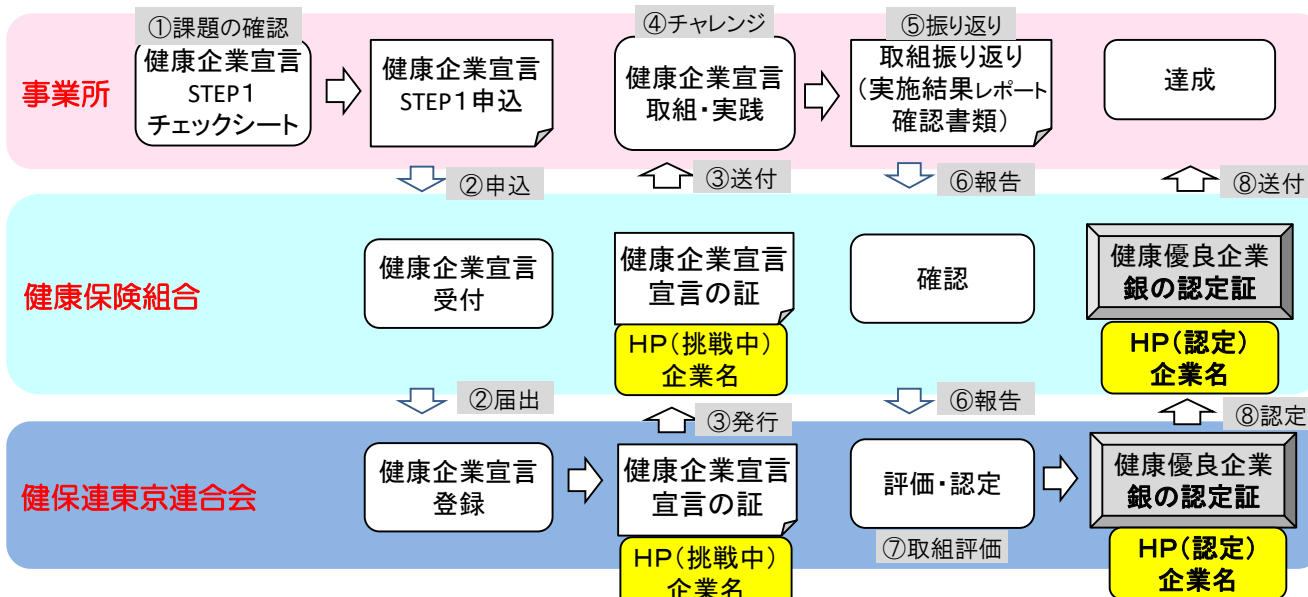 事業所
①課題の確認
健康企業宣言
STEP1
チェックシート
健康企業宣言
STEP1申込
④チャレンジ
健康企業宣言
取組・実践
⑤振り返り
取組振り返り
(実施結果レポート
確認書類)
達成
②申込
③送付
⑥報告
⑧送付
健康保険組合
健康企業宣言
受付
健康企業宣言
宣言の証
HP(挑戦中)
企業名
確認
健康優良企業
銀の認定証
HP(認定)
企業名
②届出
③発行
⑥報告
⑧認定
健保連東京連合会
健康企業宣言
登録
健康企業宣言
宣言の証
HP(挑戦中)
企業名
評価・認定
⑦取組評価
健康優良企業
銀の認定証
HP(認定)
企業名